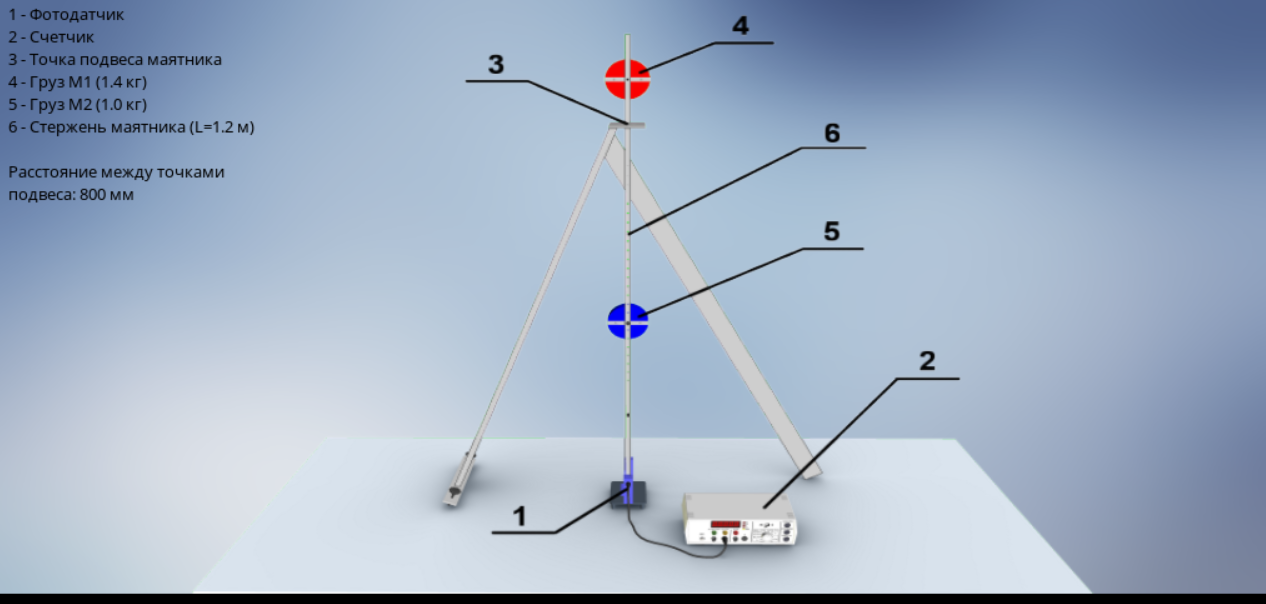 1 - Фотодатчик
2 - Счетчик
3 - Точка подвеса маятника
4 - Груз М1 (1.4 кг)
5 - Груз М2 (1.0 кг)
6 - Стержень маятника (L=1.2 м)
Расстояние между точками
подвеса: 800 мм
4
3
6
5
2
1